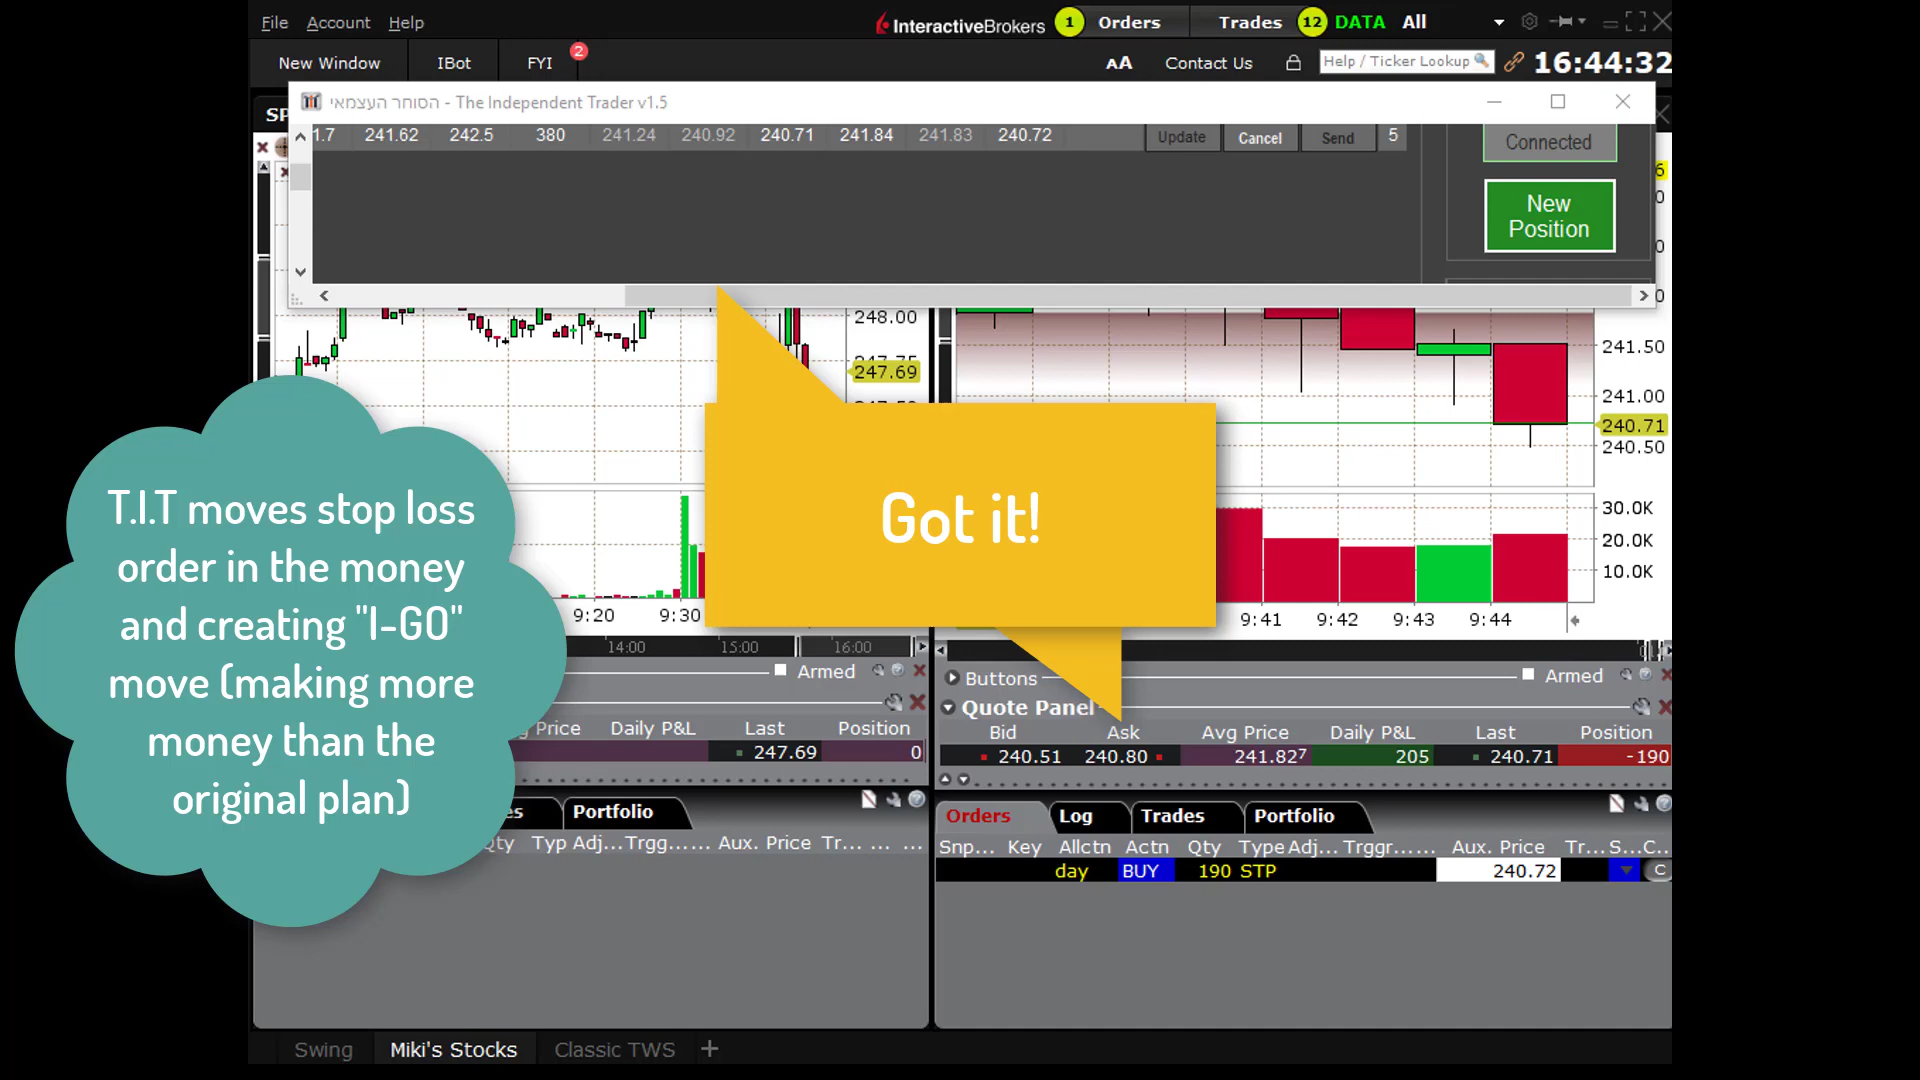 File Account Help
InteractiveBrokers 1 Orders Trades 12 DATA All
New Window IBot FYI 2
AA Contact Us Help / Ticker Lookup 16:44:32
SP
הסוחר העצמאי - The Independent Trader v1.5
1.7 241.62 242.5 380 241.24 240.92 240.71 241.84 241.83 240.72 Update Cancel Send 5
Connected
New
Position
248.00
247.75
247.69
241.50
241.00
240.71
240.50
30.0K
20.0K
10.0K
9:20 9:30
9:41 9:42 9:43 9:44
14:00 15:00 16:00
T.I.T moves stop loss
order in the money
and creating "I-GO"
move (making more
money than the
original plan)
Got it!
Armed
Price Daily P&L Last Position
247.69 0
Buttons Armed
Quote Panel
Bid Ask Avg Price Daily P&L Last Position
240.51 240.80 241.827 205 240.71 -190
es Portfolio
Qty Typ Adj... Trgg... ... Aux. Price Tr... ... ...
Orders Log Trades Portfolio
Snp... Key Allctn Actn Qty Type Adj... Trggr... ... Aux. Price Tr... S... C...
day BUY 190 STP 240.72 C
Swing Miki's Stocks Classic TWS +